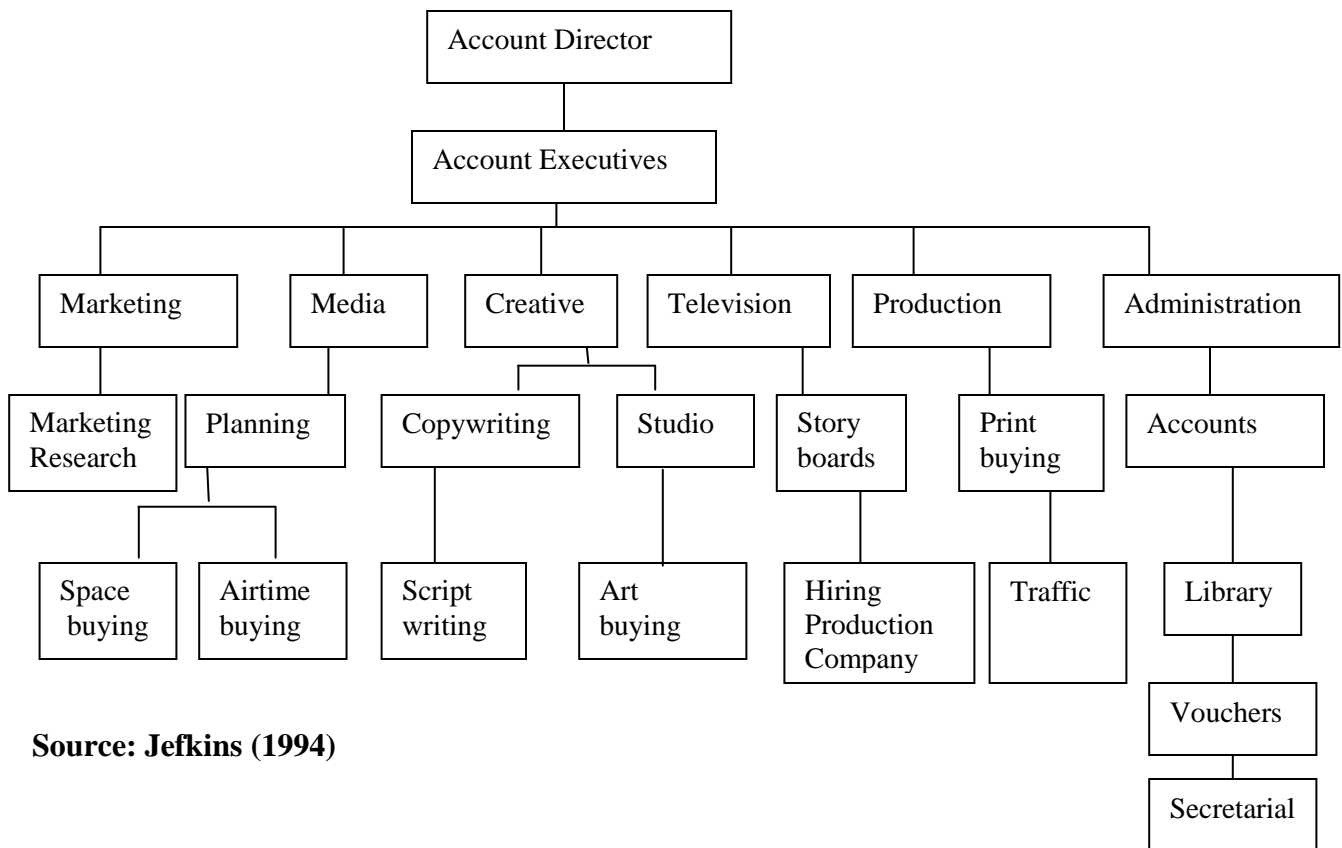 Account Director
Account Executives
Marketing
Media
Creative
Television
Production
Administration
Marketing
Research
Planning
Copywriting
Studio
Story
boards
Print
buying
Accounts
Space
buying
Airtime
buying
Script
writing
Art
buying
Hiring
Production
Company
Traffic
Library
Vouchers
Secretarial
Source: Jefkins (1994)